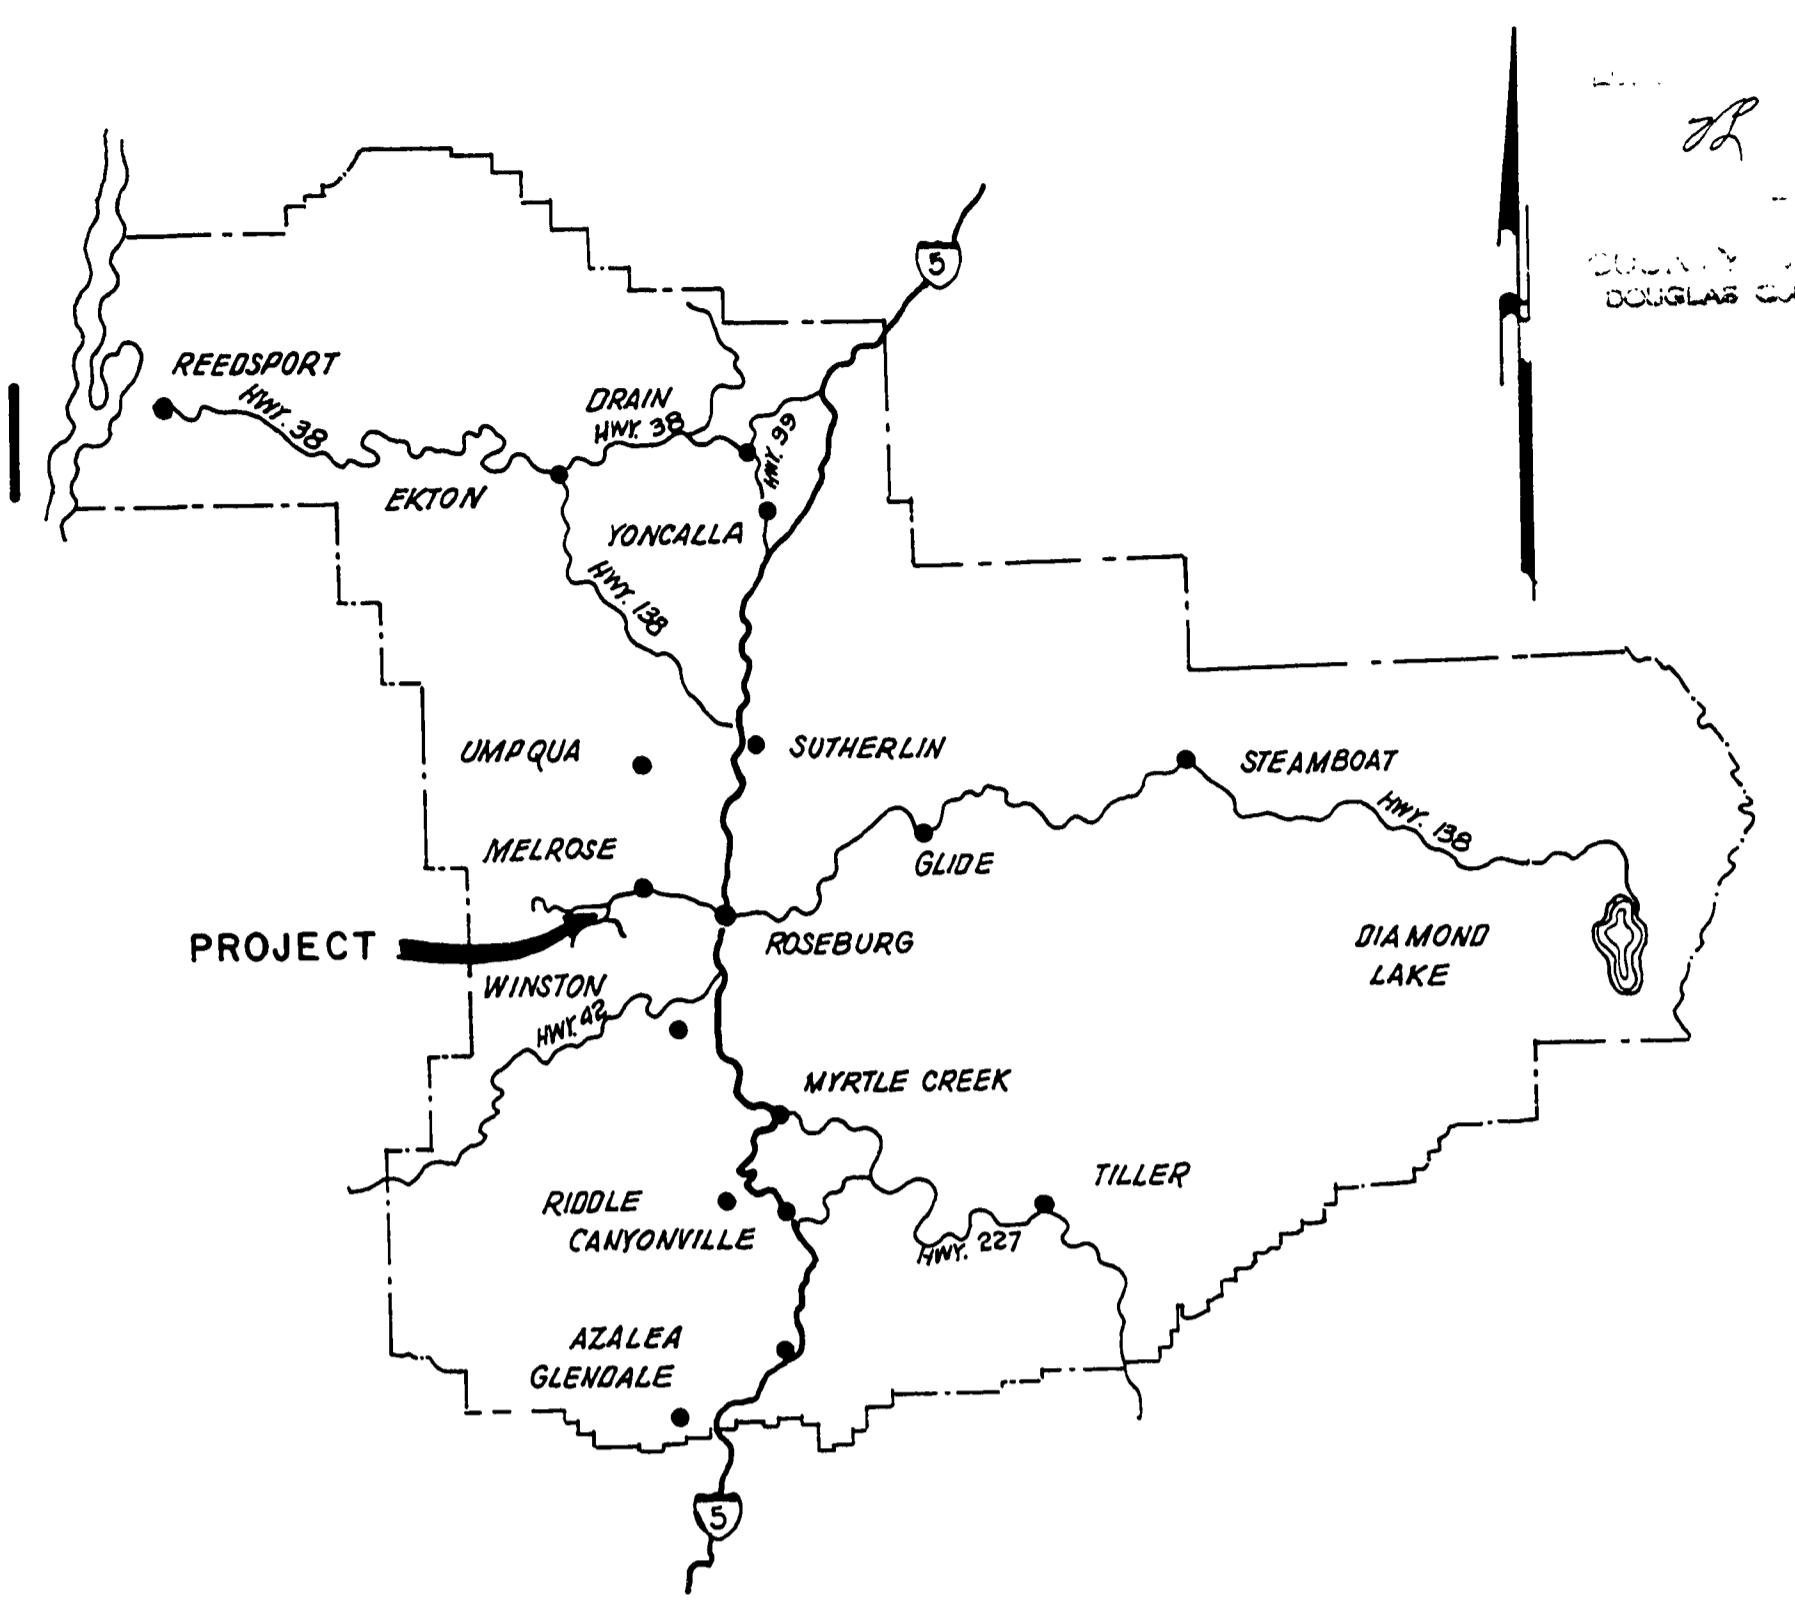 5
COUNTY
DOUGLAS
REEDSPORT
HWY. 38
DRAIN
HWY. 38
HWY. 99
EKTON
YONCALLA
HWY. 138
UMPQUA
SUTHERLIN
STEAMBOAT
HWY. 138
MELROSE
GLIDE
PROJECT
ROSEBURG
DIAMOND
LAKE
WINSTON
HWY. 42
MYRTLE CREEK
TILLER
RIDDLE
CANYONVILLE
HWY. 227
AZALEA
GLENDALE
5